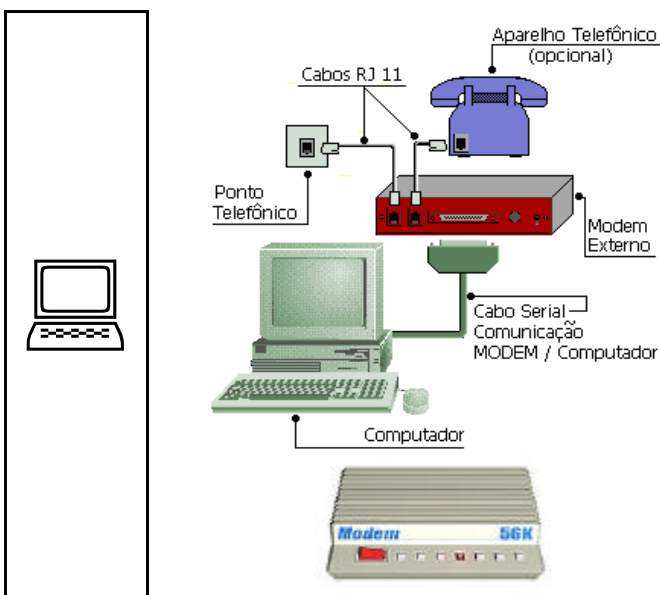 Aparelho Telefônico
(opcional)
Cabos RJ 11
Ponto
Telefônico
Modem
Externo
Cabo Serial
Comunicação
MODEM / Computador
Computador
Modem 56K